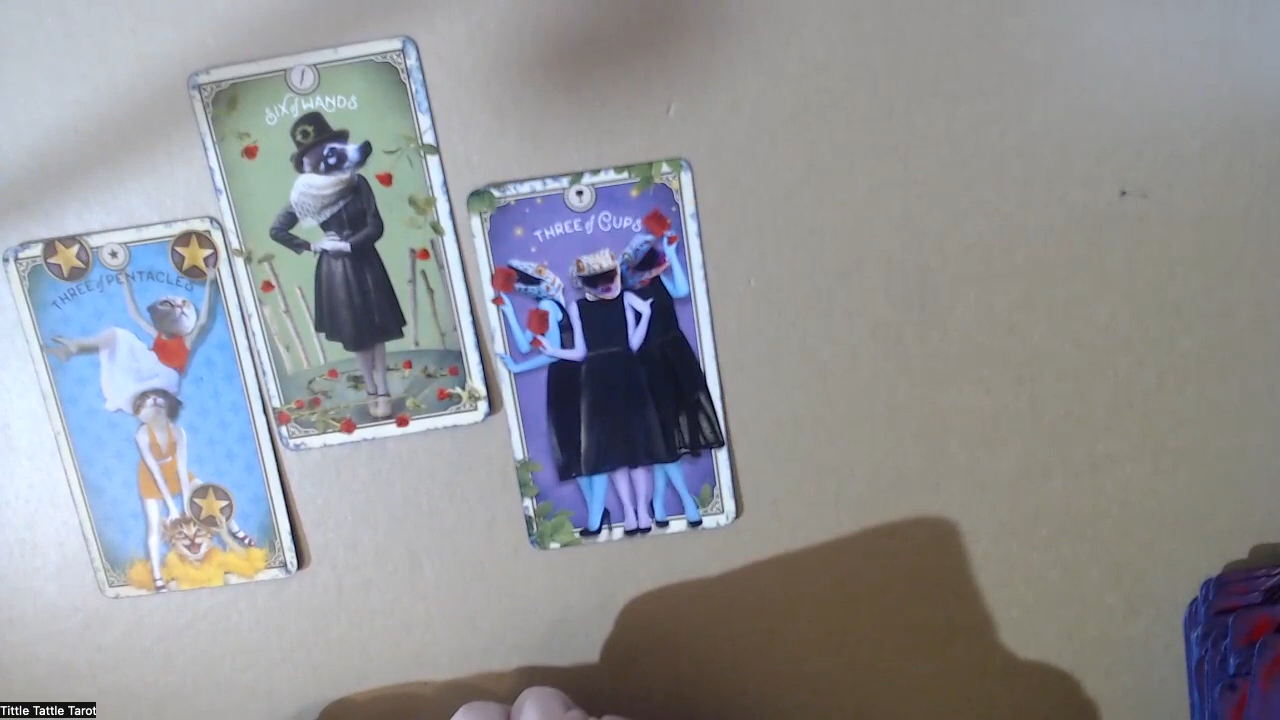 SIX of WANDS
THREE of CUPS
THREE of PENTACLES
Tittle Tattle Tarot